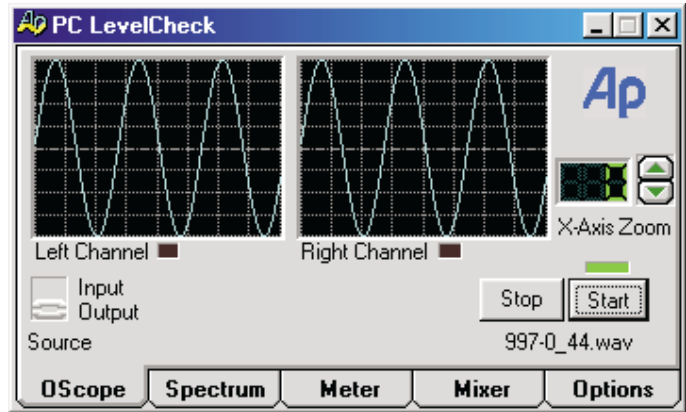 Ap PC LevelCheck
Ap
X-Axis Zoom
Left Channel
Right Channel
Input
Output
Source
Stop
Start
997-0_44.wav
OScope
Spectrum
Meter
Mixer
Options